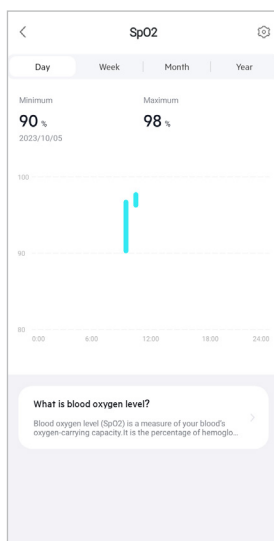 SpO2
Day Week Month Year
Minimum Maximum
90 % 98 %
2023/10/05
100
90
80
0:00 6:00 12:00 18:00 24:00
What is blood oxygen level?
Blood oxygen level (SpO2) is a measure of your blood's
oxygen-carrying capacity.It is the percentage of hemoglo...